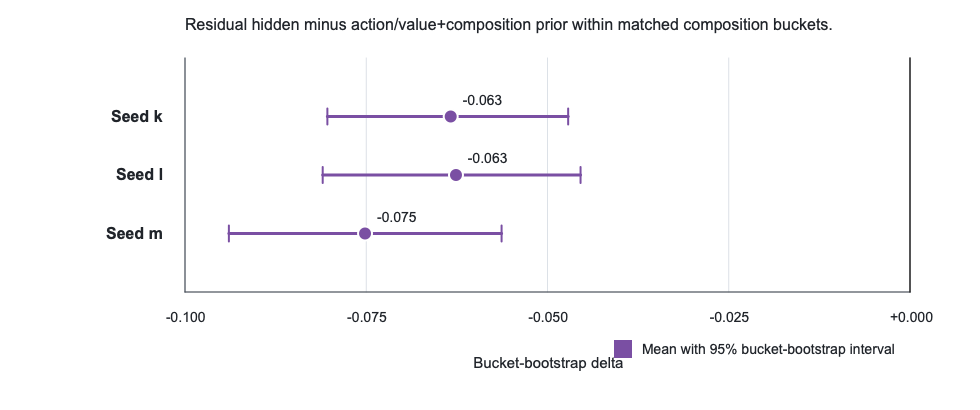 Residual hidden minus action/value+composition prior within matched composition buckets.
Seed k
-0.063
Seed l
-0.063
Seed m
-0.075
-0.100
-0.075
-0.050
-0.025
+0.000
Mean with 95% bucket-bootstrap interval
Bucket-bootstrap delta